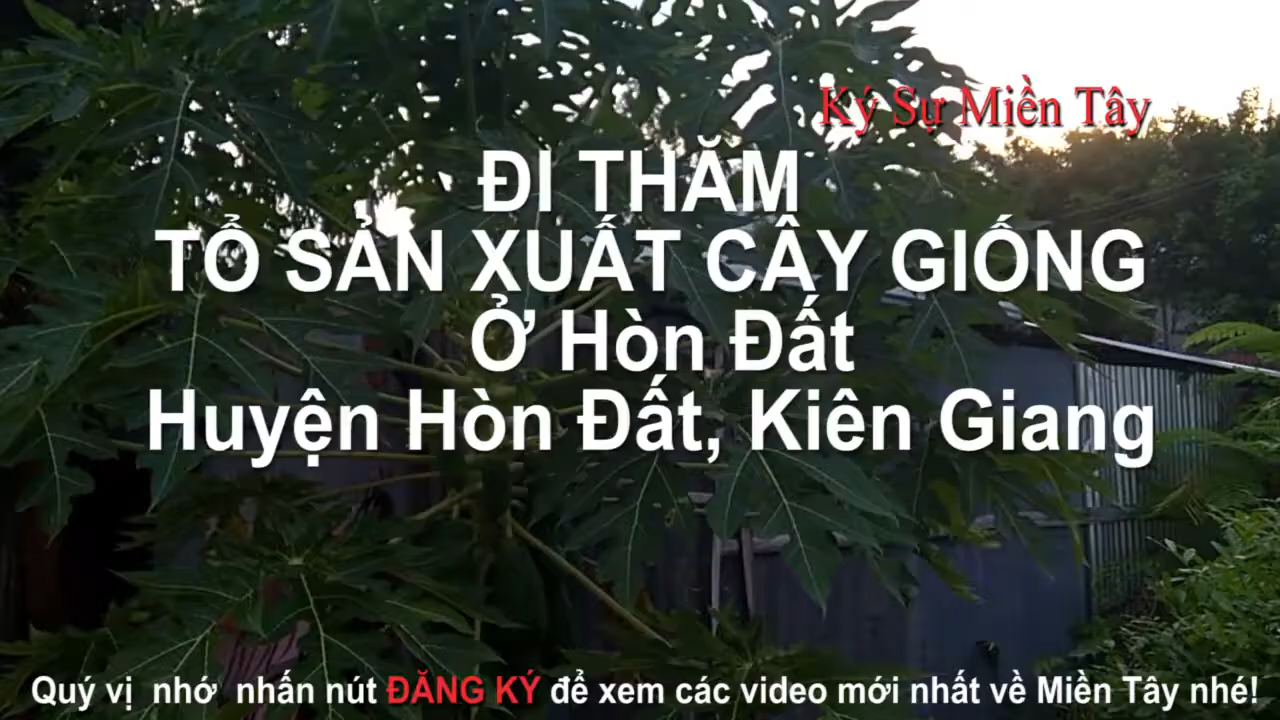 Ký Sự Miền Tây
ĐI THĂM
TỔ SẢN XUẤT CÂY GIỐNG
Ở Hòn Đất
Huyện Hòn Đất, Kiên Giang
Quý vị nhớ nhấn nút ĐĂNG KÝ để xem các video mới nhất về Miền Tây nhé!